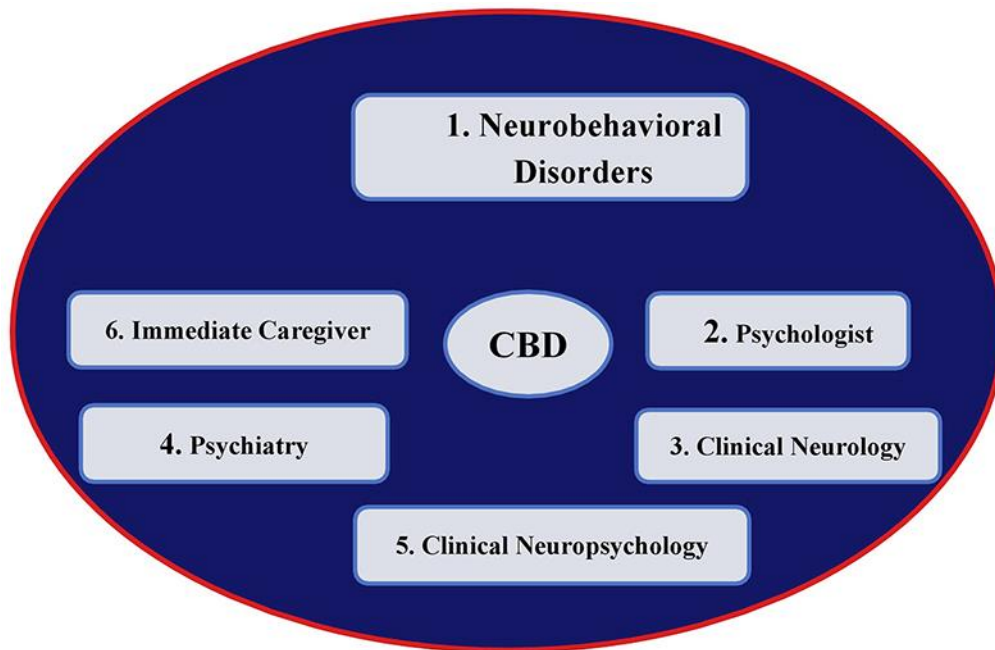 1. Neurobehavioral
Disorders
6. Immediate Caregiver
CBD
2. Psychologist
4. Psychiatry
3. Clinical Neurology
5. Clinical Neuropsychology